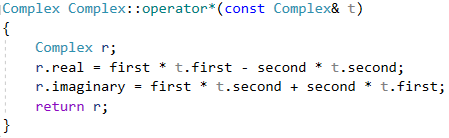 Complex Complex::operator*(const Complex& t)
{
Complex r;
r.real = first * t.first - second * t.second;
r.imaginary = first * t.second + second * t.first;
return r;
}